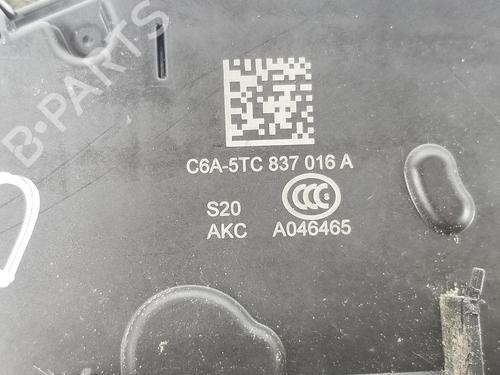 B-PARTS
C6A-5TC 837 016 A
S20
CCC S
AKC A046465